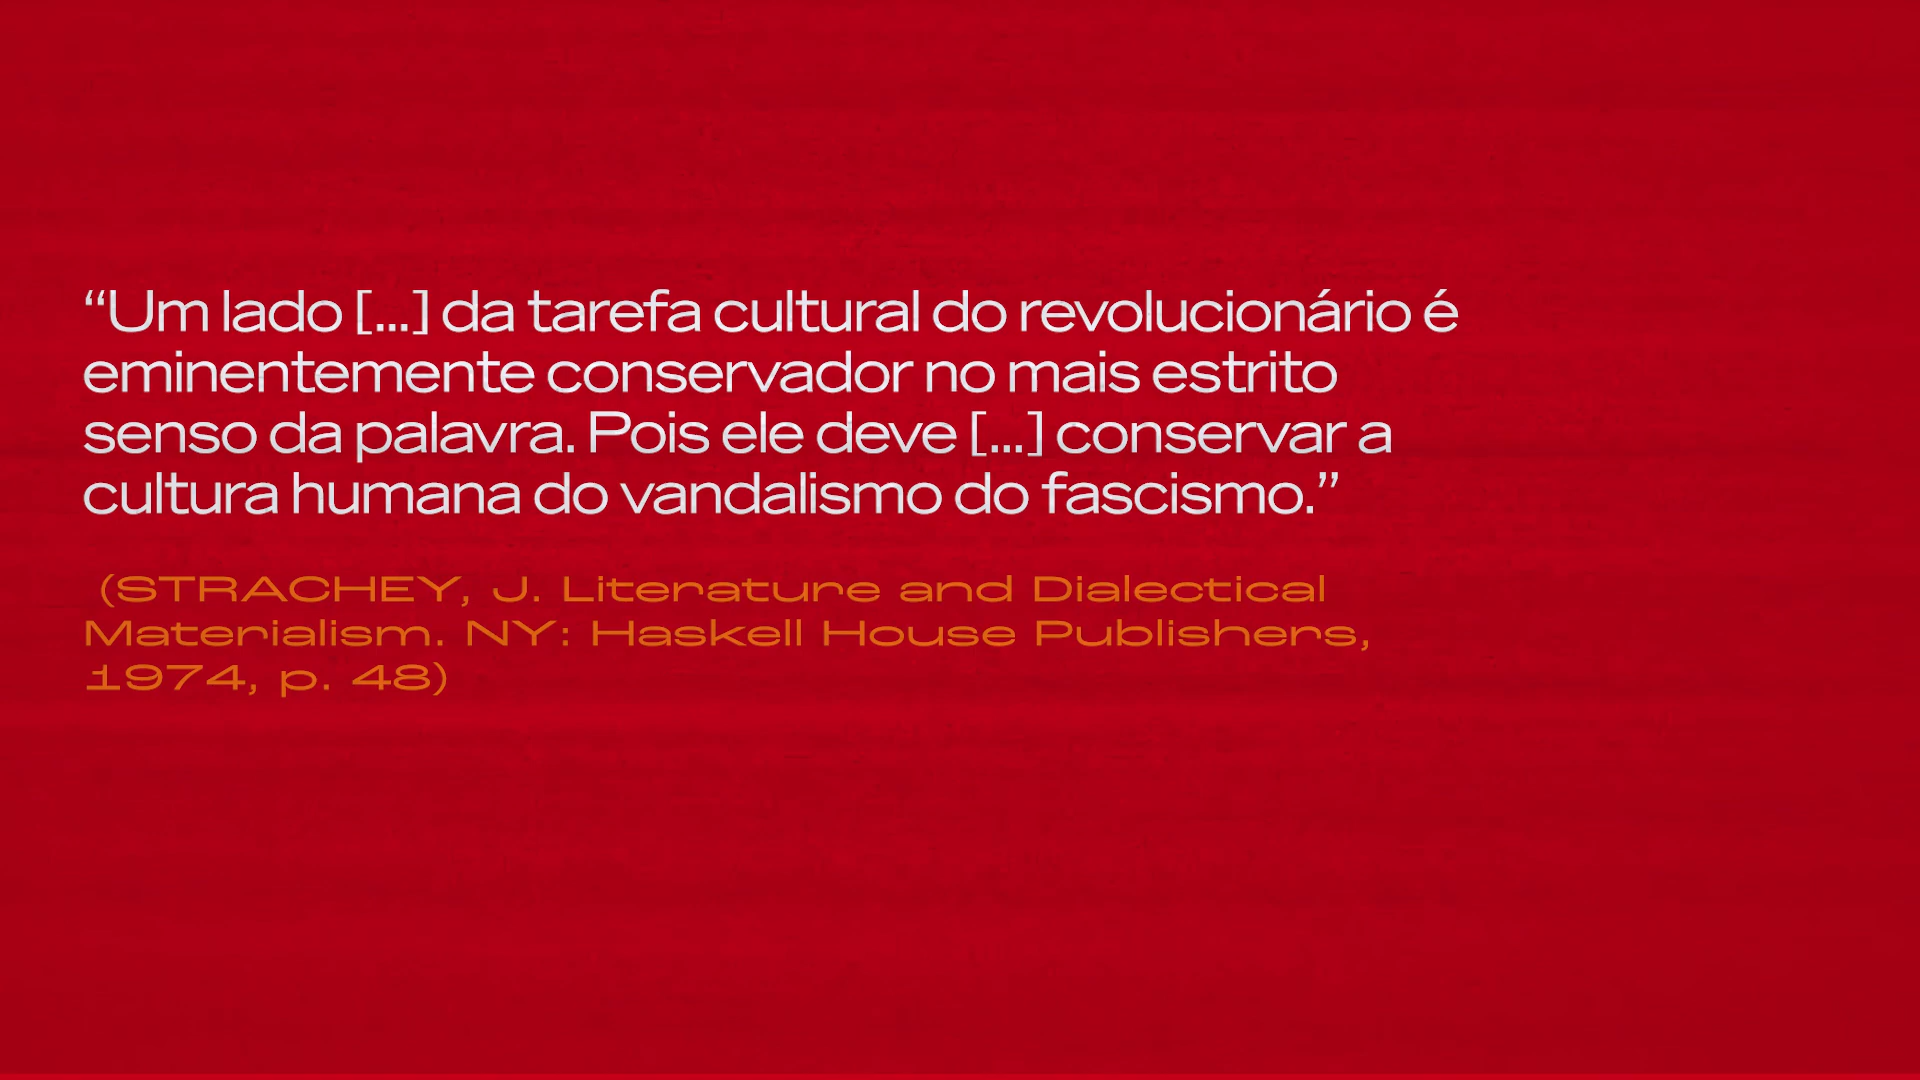 “Um lado [...] da tarefa cultural do revolucionário é
eminentemente conservador no mais estrito
senso da palavra. Pois ele deve [...] conservar a
cultura humana do vandalismo do fascismo.”
(STRACHEY, J. Literature and Dialectical
Materialism. NY: Haskell House Publishers,
1974, p. 48)